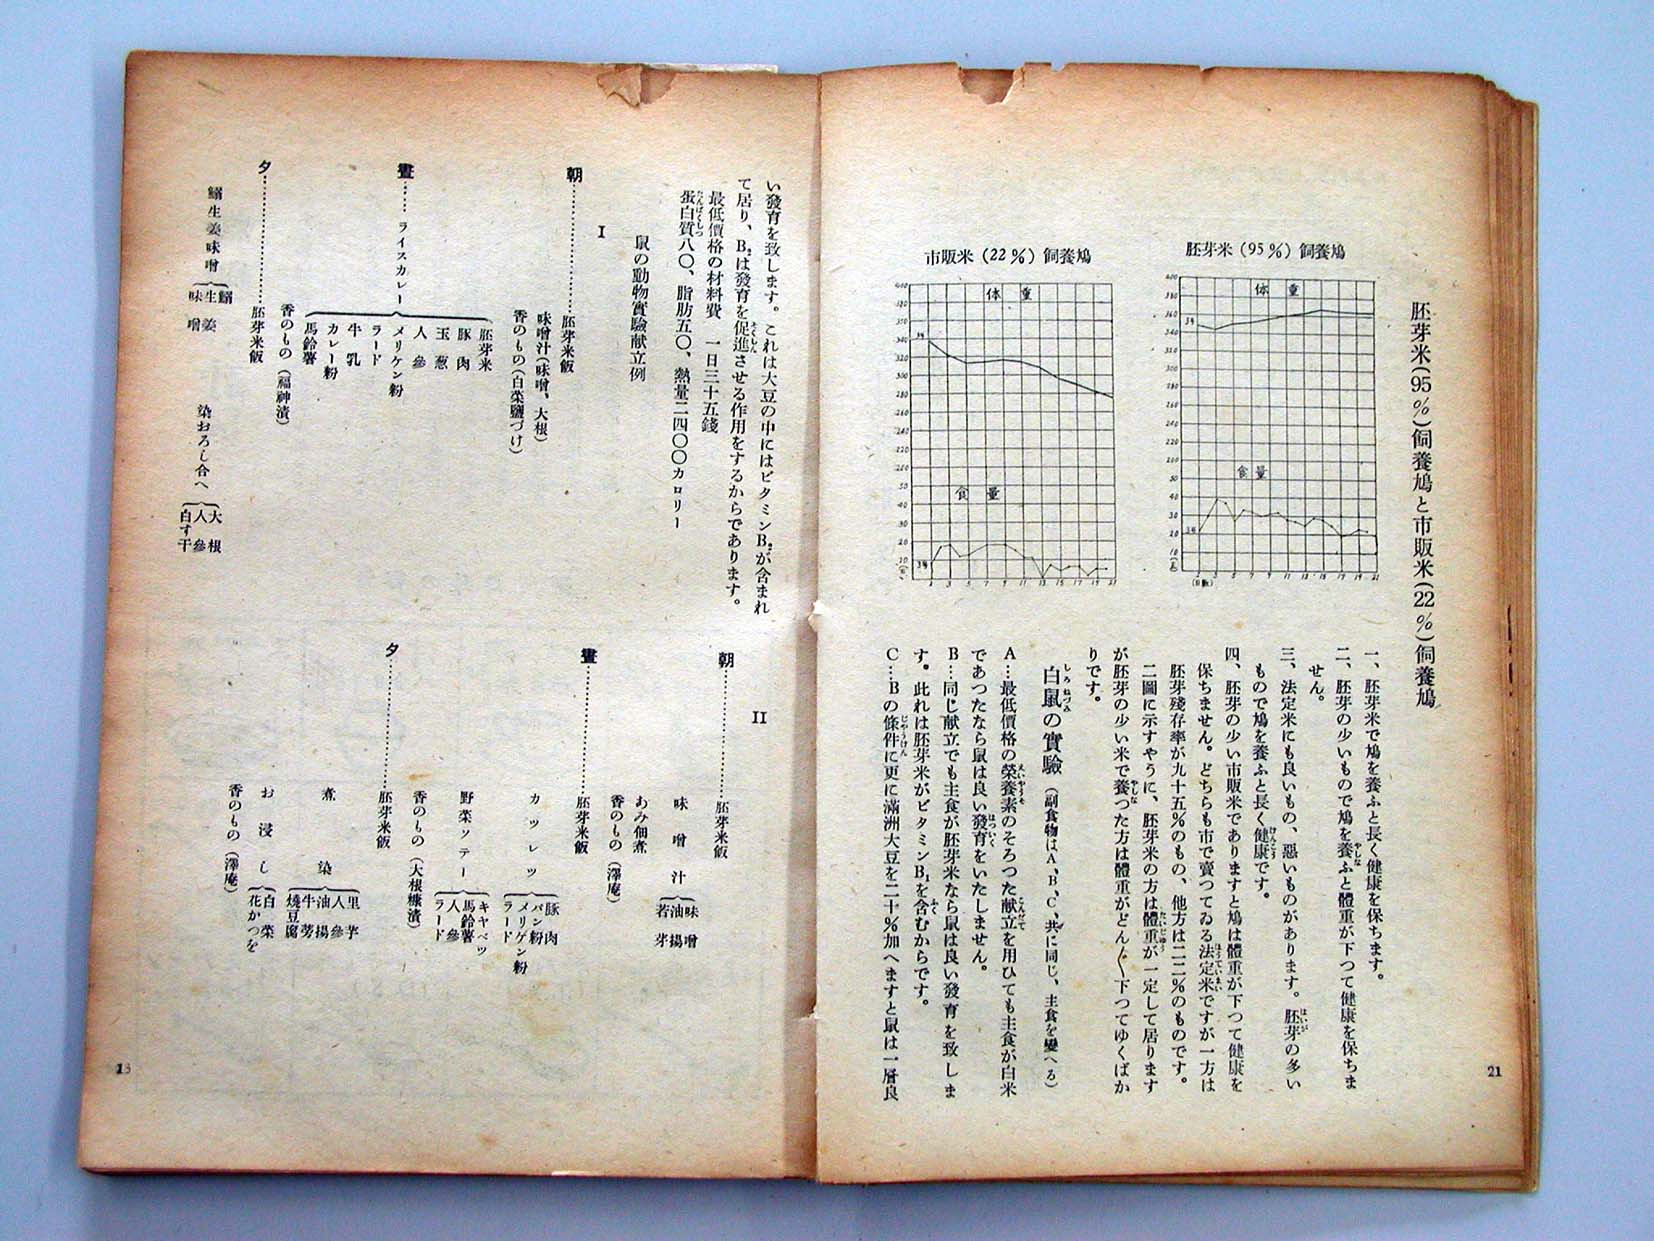 胚芽米(95%)飼養鳩と市販米(22%)飼養鳩
胚芽米(95%)飼養鳩
体重
食量
(日数)
市販米(22%)飼養鳩
体重
食量
一、胚芽米で鳩を養ふと長く健康を保ちます。
二、胚芽の少いもので鳩を養ふと體重が下つて健康を保ちま
せん。
三、法定米にも良いもの、惡いものがあります。胚芽の多い
もので鳩を養ふと長く健康です。
四、胚芽の少い市販米でありますと鳩は體重が下つて健康を
保ちません。どちらも市で賣つてゐる法定米ですが一方は
胚芽殘存率が九十五%のもの、他方は二二%のものです。
二圖に示すやうに、胚芽米の方は體重が一定して居ります
が胚芽の少い米で養つた方は體重がどん〱下つてゆくばか
りです。
白鼠の實驗(副食物はA、B、C、共に同じ、主食を變へる)
A…最低價格の榮養素のそろつた献立を用ひても主食が白米
であつたなら鼠は良い發育をいたしません。
B…同じ献立でも主食が胚芽米なら鼠は良い發育を致しま
す。此れは胚芽米がビタミンB₁を含むからです。
C…Bの條件に更に滿洲大豆を二十%加へますと鼠は一層良
21
い發育を致します。これは大豆の中にはビタミンB₂が含まれ
て居り、B₂は發育を促進させる作用をするからであります。
最低價格の材料費 一日三十五錢
蛋白質八〇、脂肪五〇、熱量二四〇〇カロリー
鼠の動物實驗献立例
I
朝…………胚芽米飯
味噌汁(味噌、大根)
香のもの(白菜鹽づけ)
晝……ライスカレー
胚芽米
豚肉
玉葱
人參
メリケン粉
ラード
牛乳
カレー粉
馬鈴薯
香のもの(福神漬)
夕…………胚芽米飯
鰯生姜味噌
鰯
生姜
味噌
染おろし合へ
大根
人參
白す干
II
朝…………胚芽米飯
味噌汁
味噌
油揚
若芽
あみ佃煮
香のもの(澤庵)
晝…………胚芽米飯
カツレツ
豚肉
パン粉
メリケン粉
ラード
野菜ソテー
キャベツ
馬鈴薯
人參
ラード
香のもの(大根糠漬)
夕…………胚芽米飯
煮染
里芋
人參
油揚
牛蒡
燒豆腐
お浸し
白菜
花かつを
香のもの(澤庵)